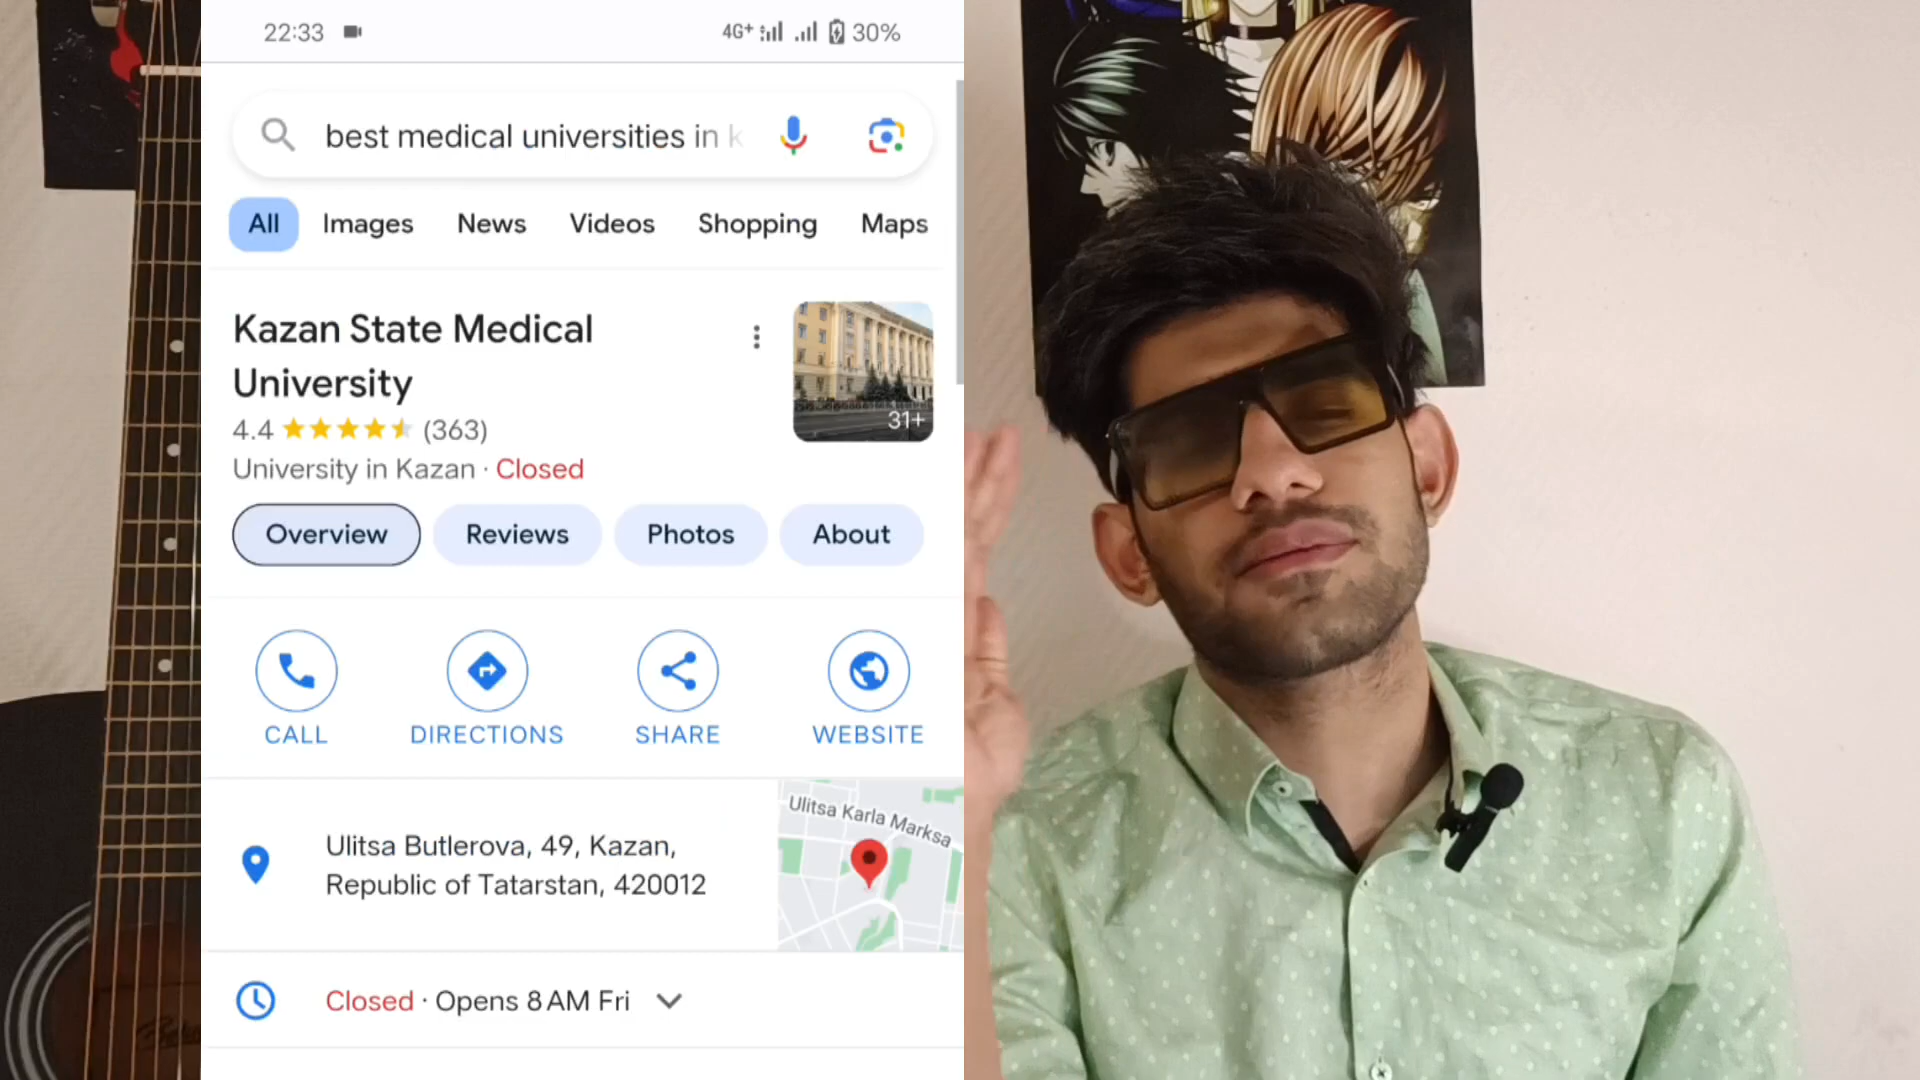 22:33
4G+ 30%
best medical universities in k
All Images News Videos Shopping Maps
Kazan State Medical
University
4.4 (363)
31+
University in Kazan · Closed
Overview Reviews Photos About
CALL DIRECTIONS SHARE WEBSITE
Ulitsa Karla Marksa
Ulitsa Butlerova, 49, Kazan,
Republic of Tatarstan, 420012
Closed · Opens 8 AM Fri